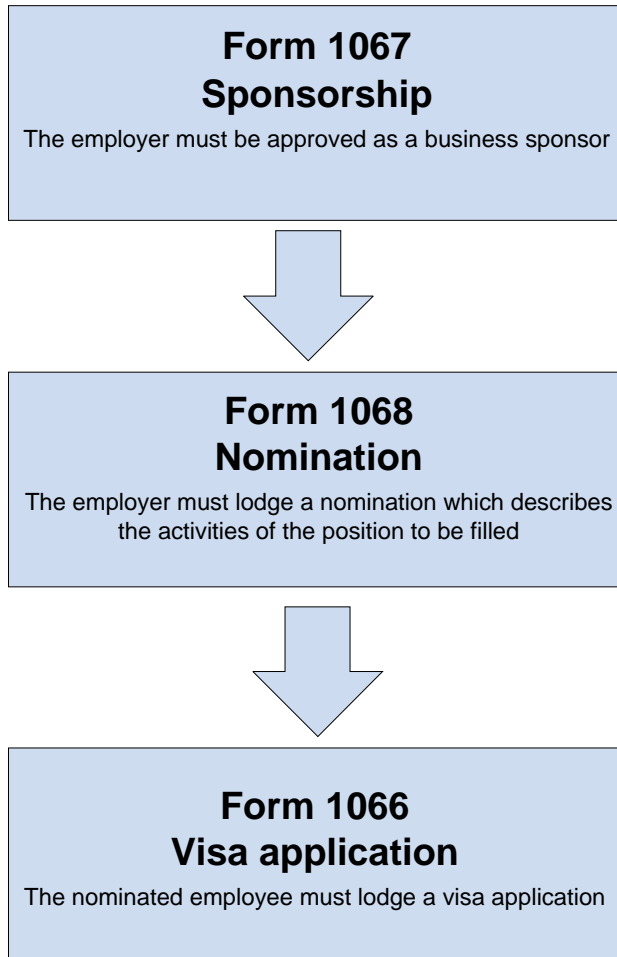 Form 1067
Sponsorship
The employer must be approved as a business sponsor
Form 1068
Nomination
The employer must lodge a nomination which describes
the activities of the position to be filled
Form 1066
Visa application
The nominated employee must lodge a visa application